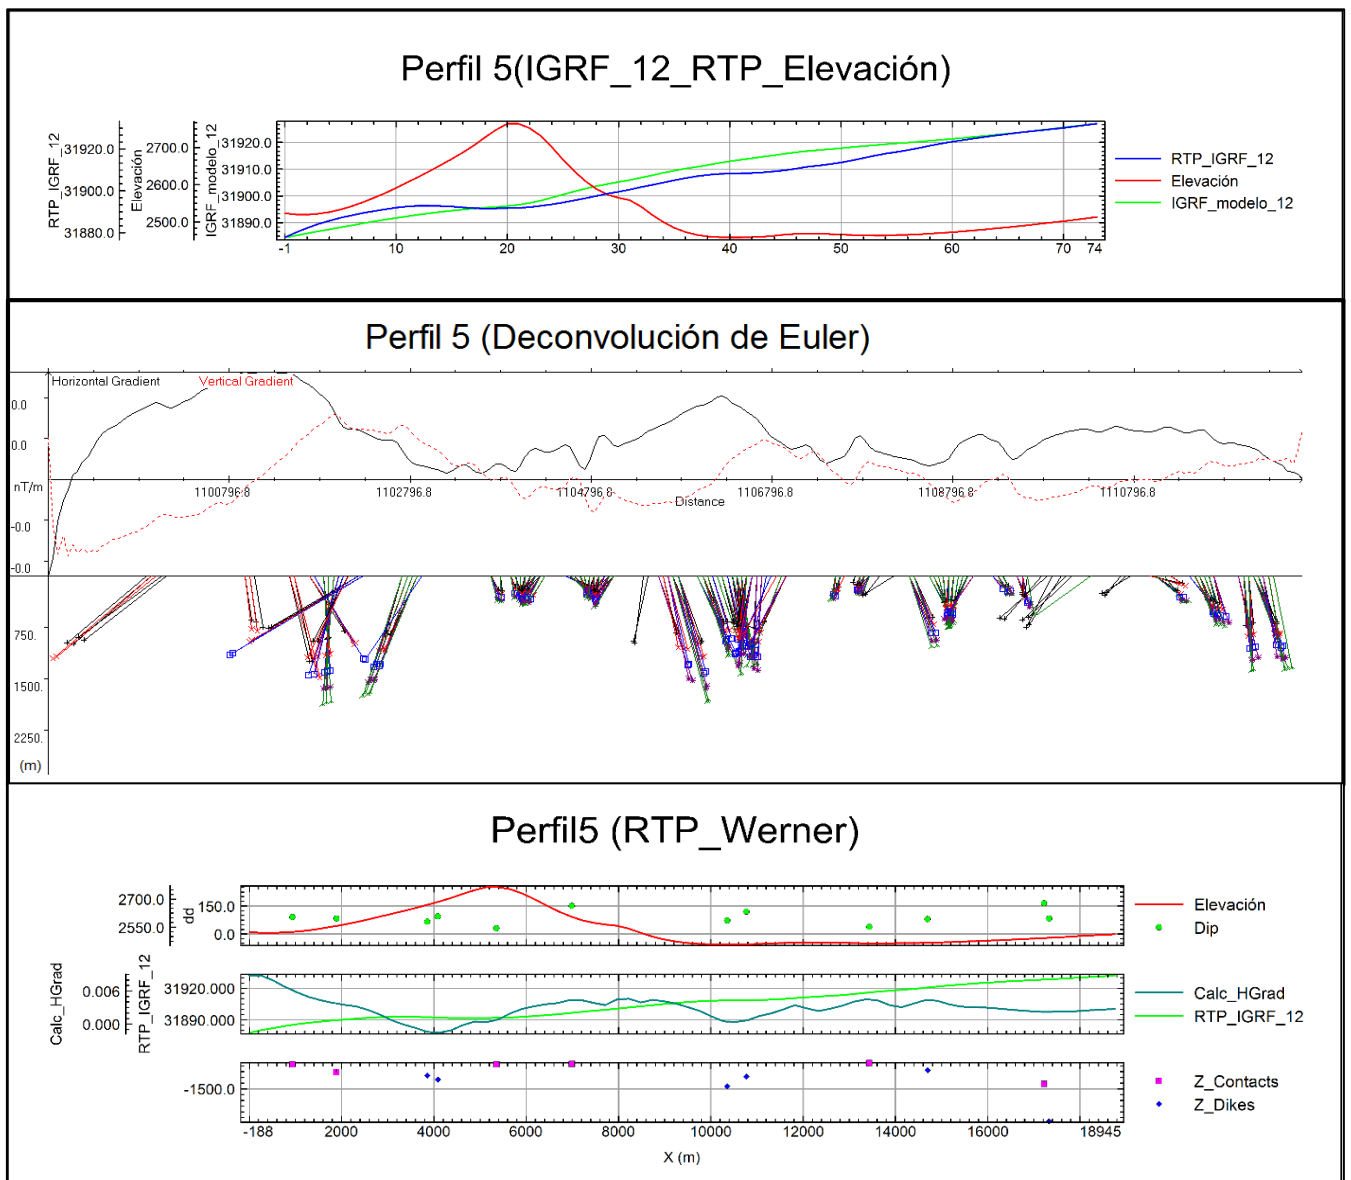 Perfil 5(IGRF_12_RTP_Elevación)
RTP_IGRF_12
31920.0
31900.0
31880.0
Elevación
2700.0
2600.0
2500.0
IGRF_modelo_12
31920.0
31900.0
31890.0
-1 10 20 30 40 50 60 70 74
RTP_IGRF_12
Elevación
IGRF_modelo_12
Perfil 5 (Deconvolución de Euler)
Horizontal Gradient Vertical Gradient
0.0
0.0
nT/m
-0.0
-0.0
1100796.8 1102796.8 1104796.8 1106796.8 1108796.8 1110796.8
Distance
750.
1500.
2250.
(m)
Perfil5 (RTP_Werner)
2700.0
2550.0
dd
150.0
0.0
Elevación
Dip
Calc_HGrad
0.006
0.000
RTP_IGRF_12
31920.000
31890.000
Calc_HGrad
RTP_IGRF_12
-1500.0
Z_Contacts
Z_Dikes
-188 2000 4000 6000 8000 10000 12000 14000 16000 18945
X (m)